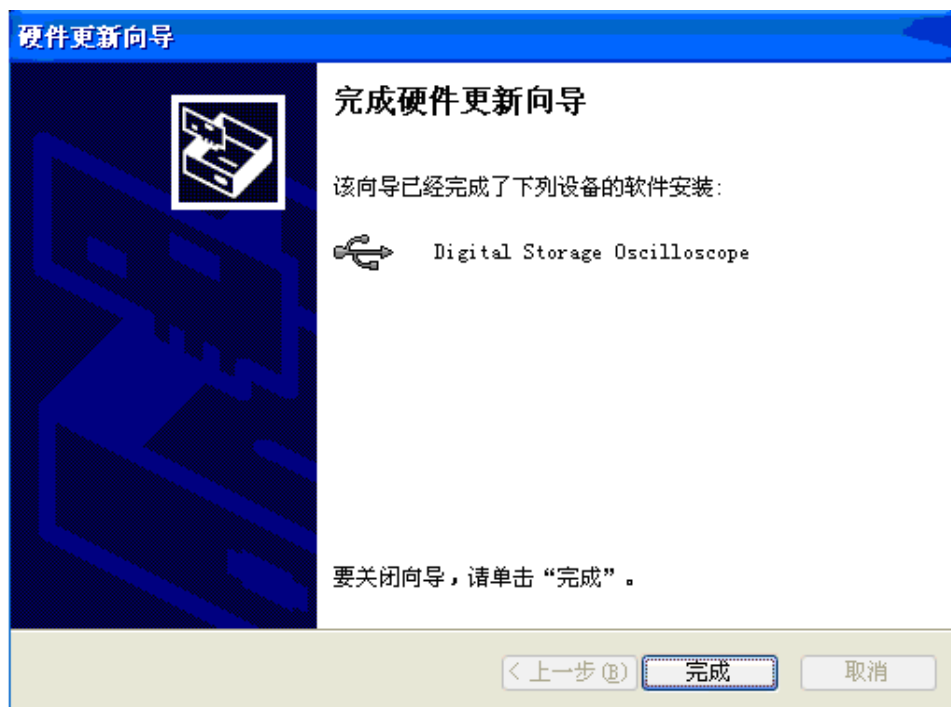 硬件更新向导
完成硬件更新向导
该向导已经完成了下列设备的软件安装:
Digital Storage Oscilloscope
要关闭向导，请单击“完成”。
< 上一步(B)
完成
取消